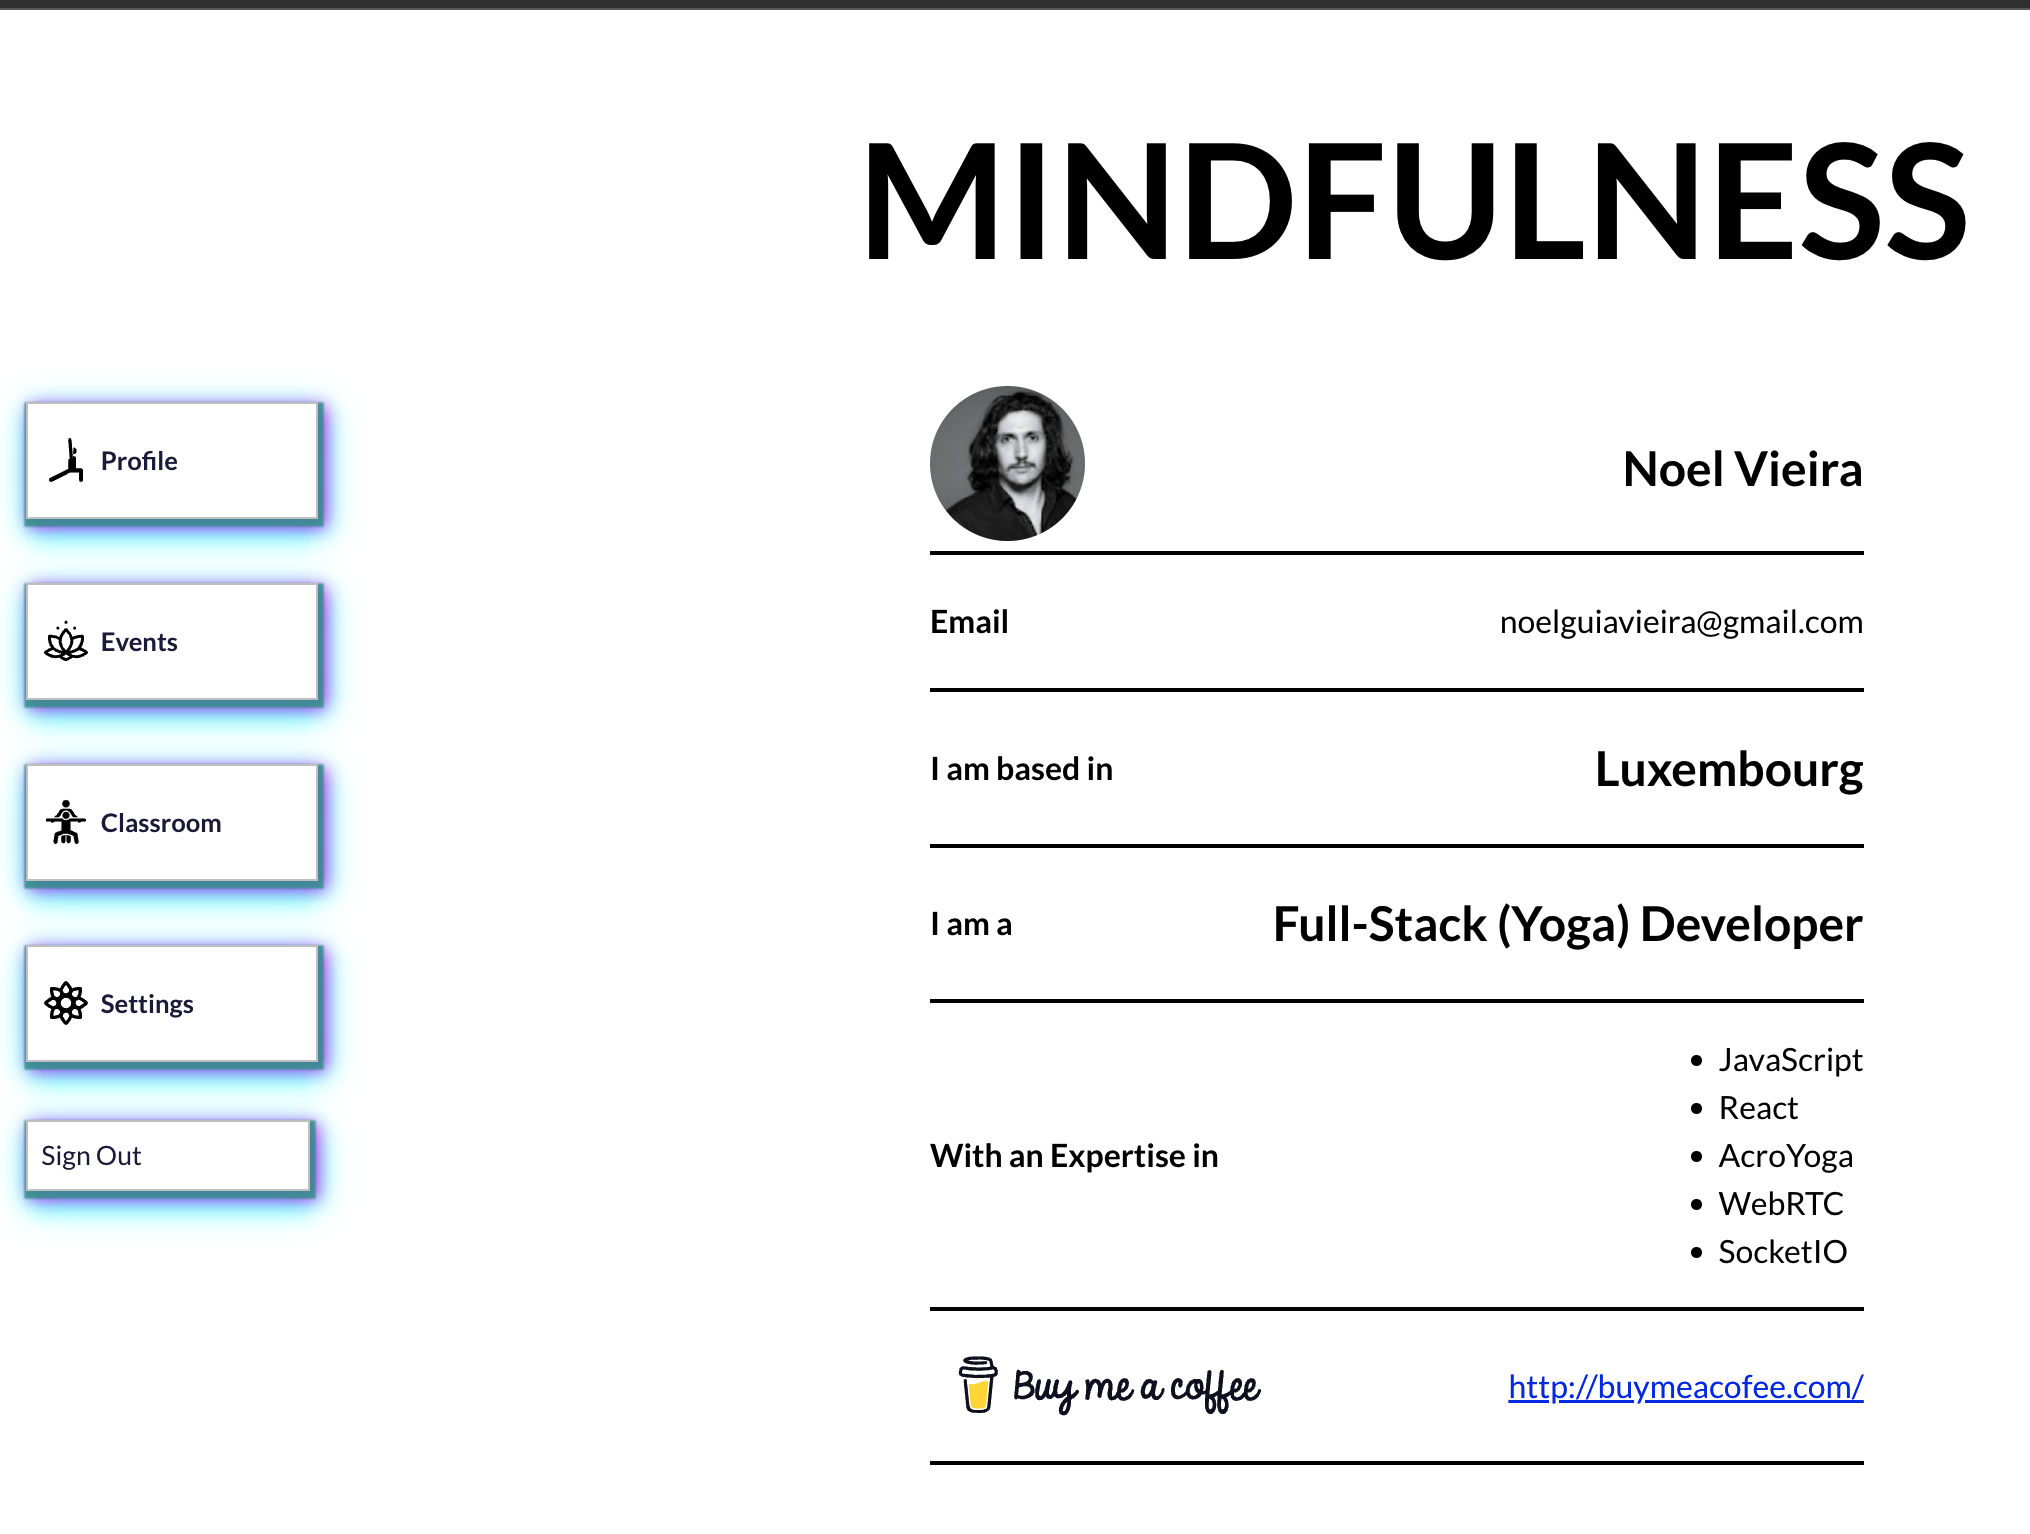 MINDFULNESS
Profile
Events
Classroom
Settings
Sign Out
Noel Vieira
Email noelguiavieira@gmail.com
I am based in Luxembourg
I am a Full-Stack (Yoga) Developer
With an Expertise in
• JavaScript
• React
• AcroYoga
• WebRTC
• SocketIO
Buy me a coffee http://buymeacofee.com/